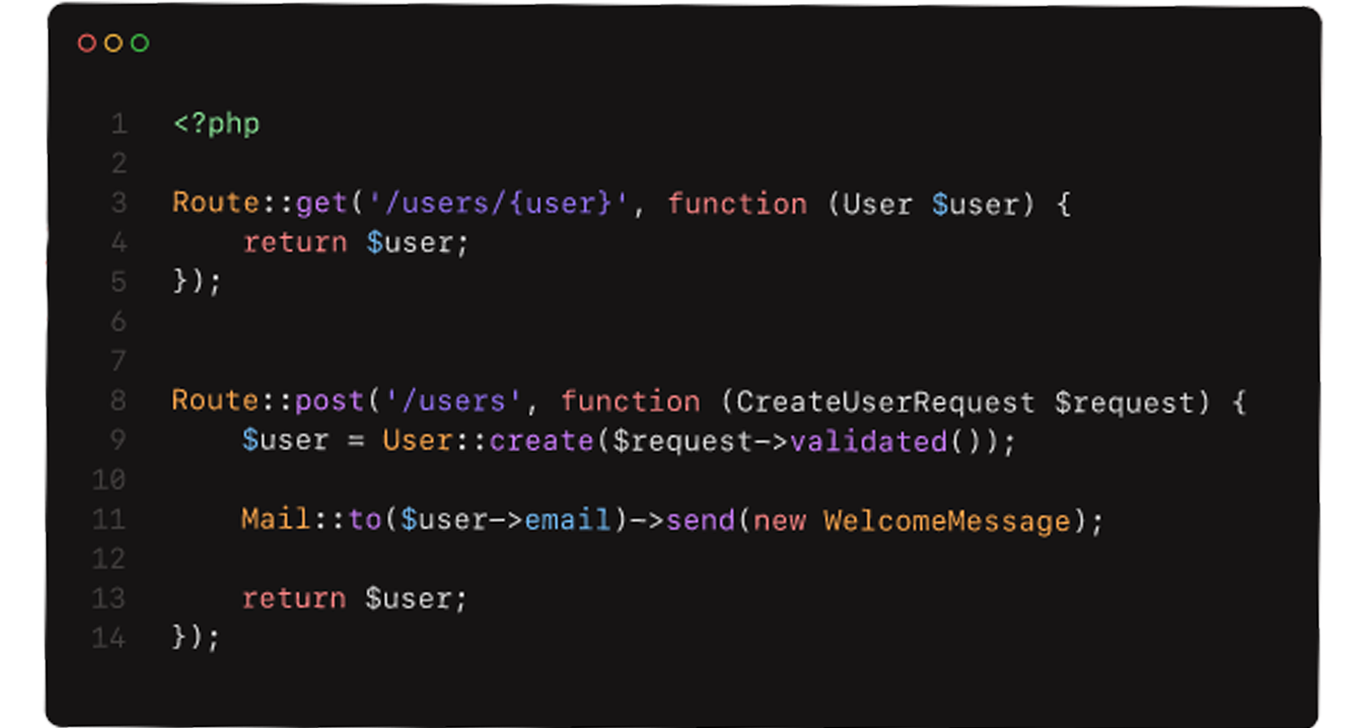 1 <?php
2
3 Route::get('/users/{user}', function (User $user) {
4     return $user;
5 });
6
7
8 Route::post('/users', function (CreateUserRequest $request) {
9     $user = User::create($request->validated());
10
11     Mail::to($user->email)->send(new WelcomeMessage);
12
13     return $user;
14 });